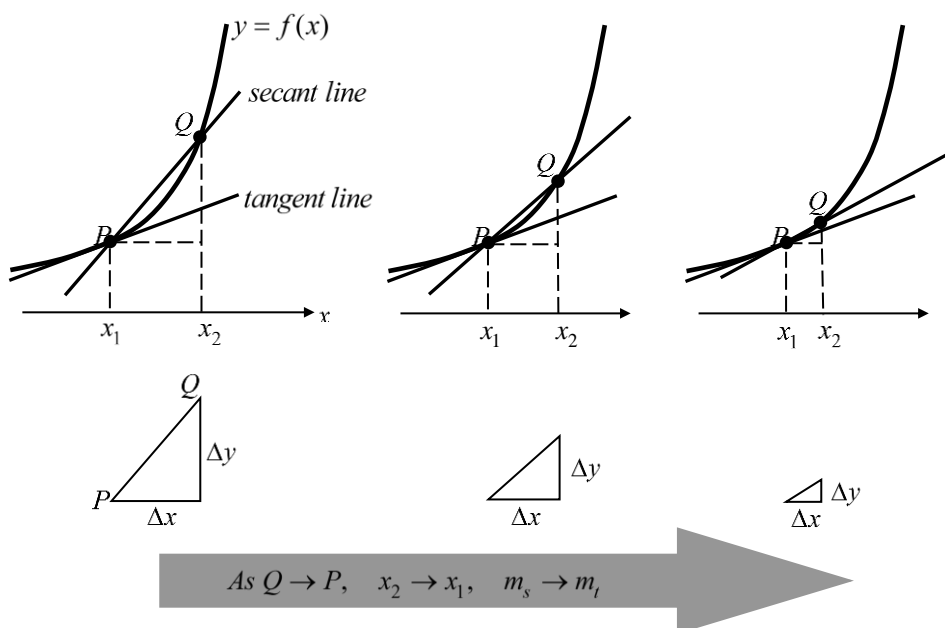 y = f(x)
secant line
Q
tangent line
P
x₁
x₂
x
Q
P
x₁
x₂
Q
P
x₁
x₂
Q
P
Δy
Δx
Δy
Δx
Δy
Δx
As Q → P, x₂ → x₁, mₛ → mₜ